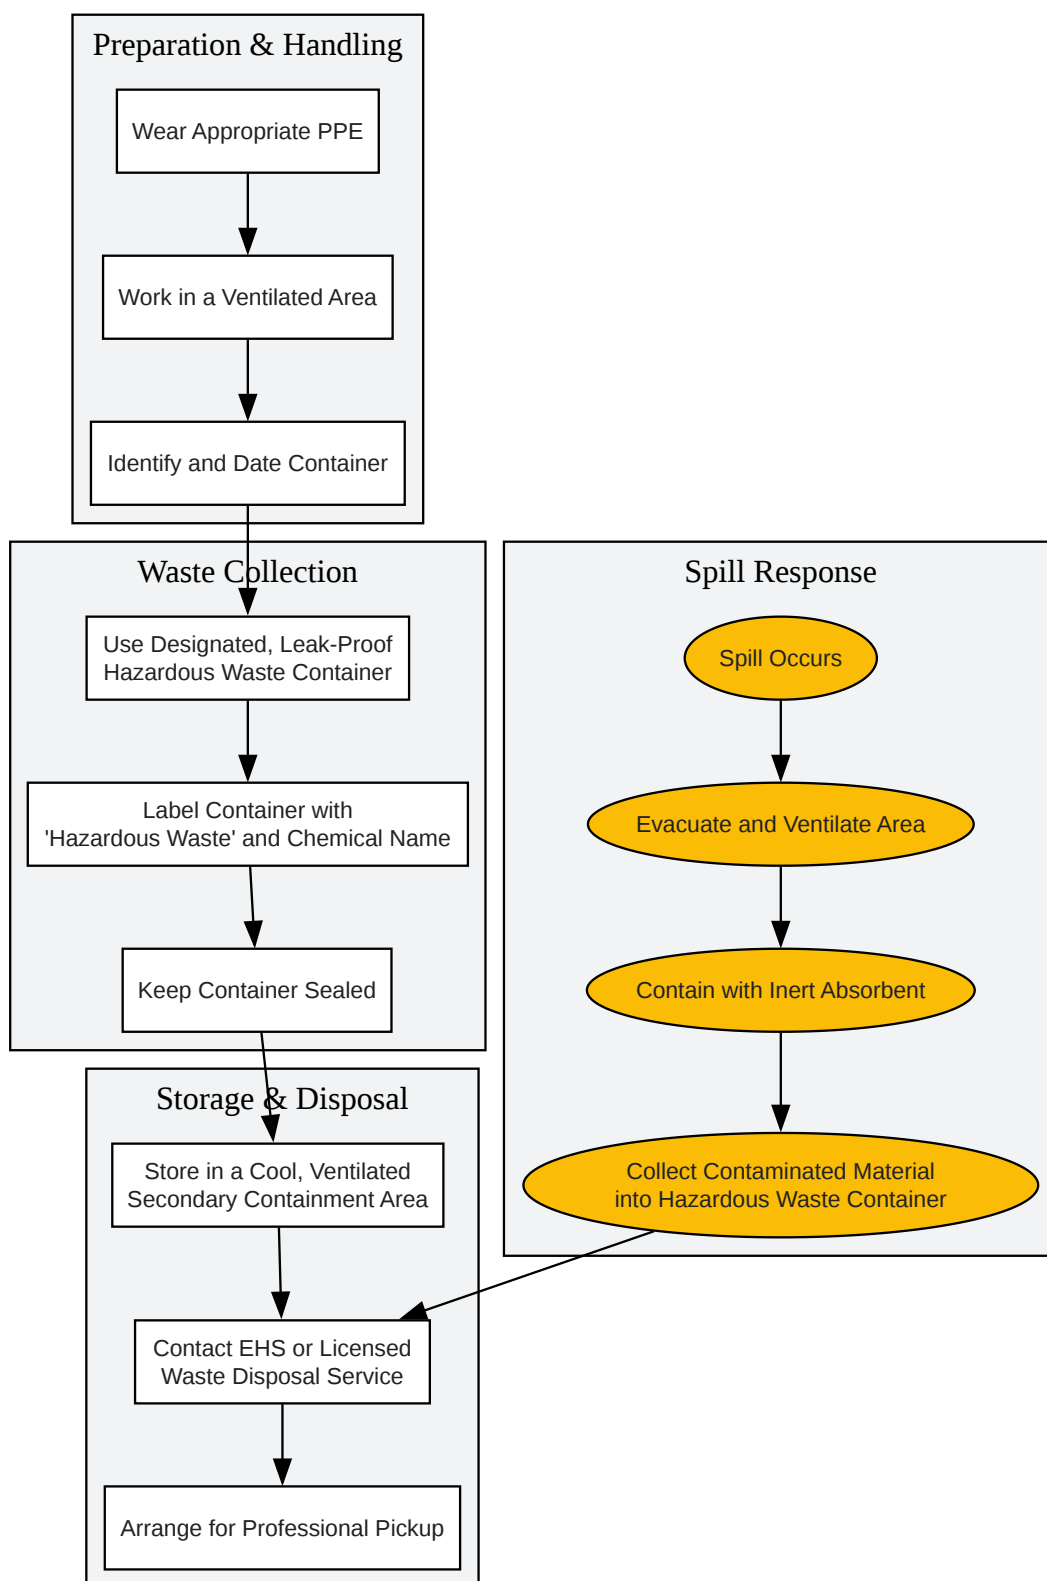 Preparation & Handling
Wear Appropriate PPE
Work in a Ventilated Area
Identify and Date Container
Waste Collection
Use Designated, Leak-Proof
Hazardous Waste Container
Label Container with
'Hazardous Waste' and Chemical Name
Keep Container Sealed
Storage & Disposal
Store in a Cool, Ventilated
Secondary Containment Area
Contact EHS or Licensed
Waste Disposal Service
Arrange for Professional Pickup
Spill Response
Spill Occurs
Evacuate and Ventilate Area
Contain with Inert Absorbent
Collect Contaminated Material
into Hazardous Waste Container